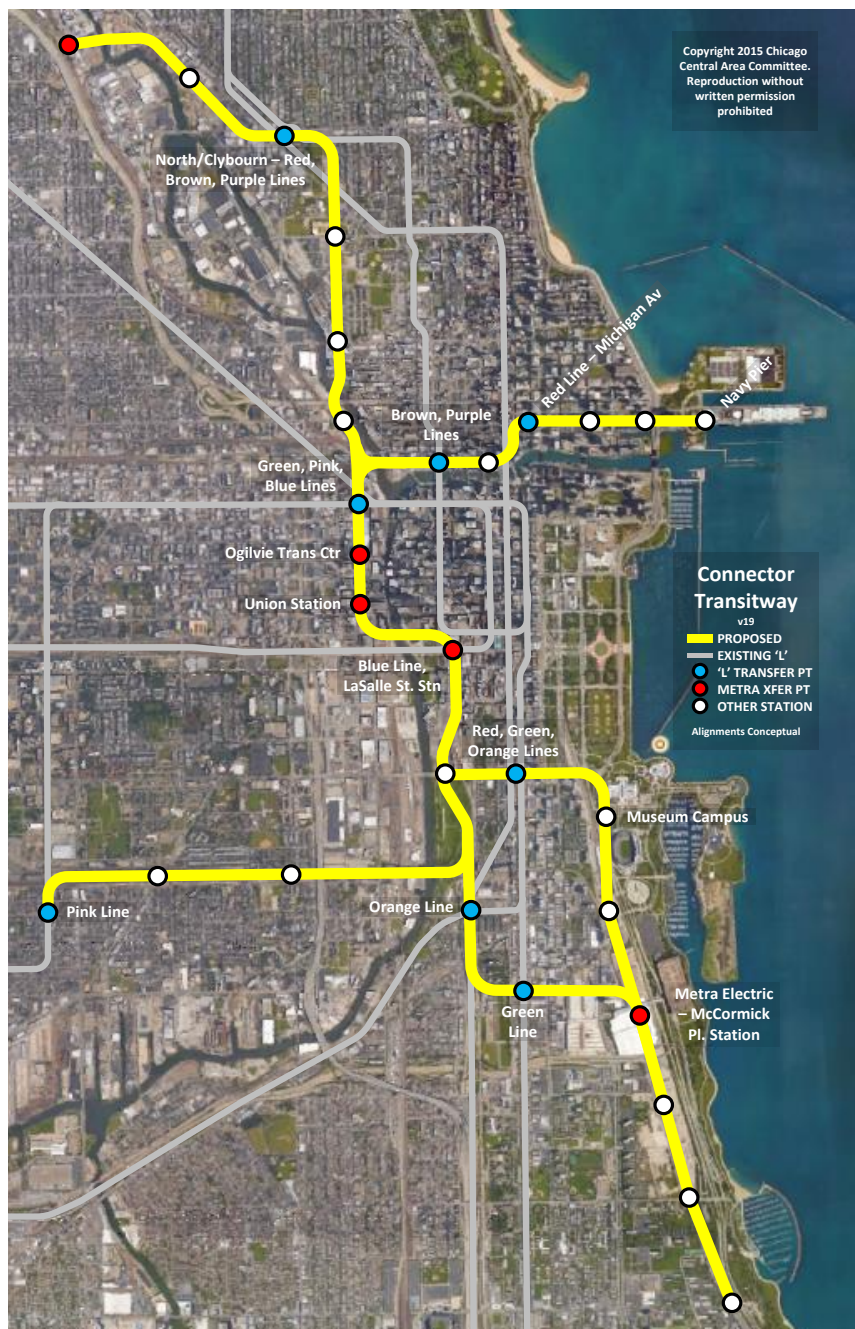 Copyright 2015 Chicago
Central Area Committee.
Reproduction without
written permission
prohibited
North/Clybourn – Red,
Brown, Purple Lines
Red Line – Michigan Av
Navy Pier
Brown, Purple
Lines
Green, Pink,
Blue Lines
Ogilvie Trans Ctr
Union Station
Connector
Transitway
v19
PROPOSED
EXISTING ‘L’
‘L’ TRANSFER PT
METRA XFER PT
OTHER STATION
Alignments Conceptual
Blue Line,
LaSalle St. Stn
Red, Green,
Orange Lines
Museum Campus
Pink Line
Orange Line
Metra Electric
– McCormick
Pl. Station
Green
Line